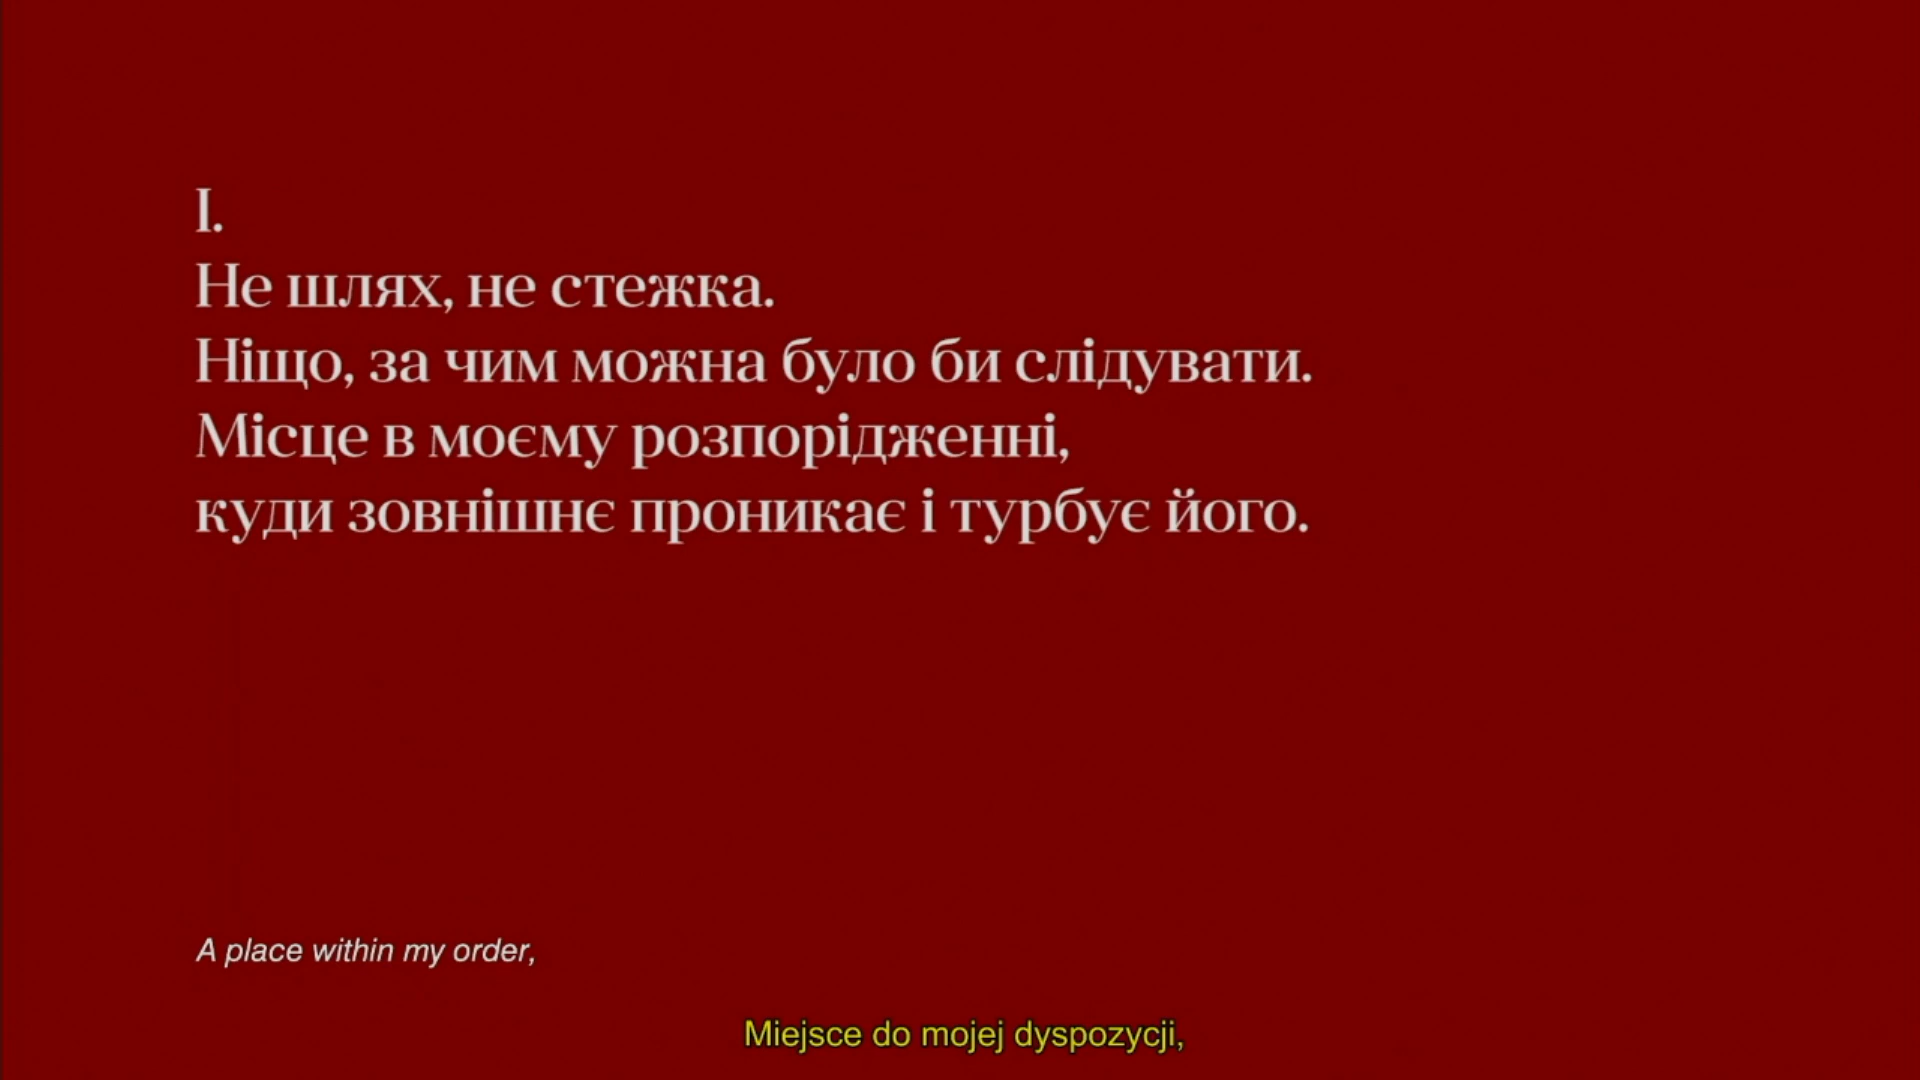 І.
Не шлях, не стежка.
Ніщо, за чим можна було би слідувати.
Місце в моєму розпорідженні,
куди зовнішнє проникає і турбує його.
A place within my order,
Miejsce do mojej dyspozycji,